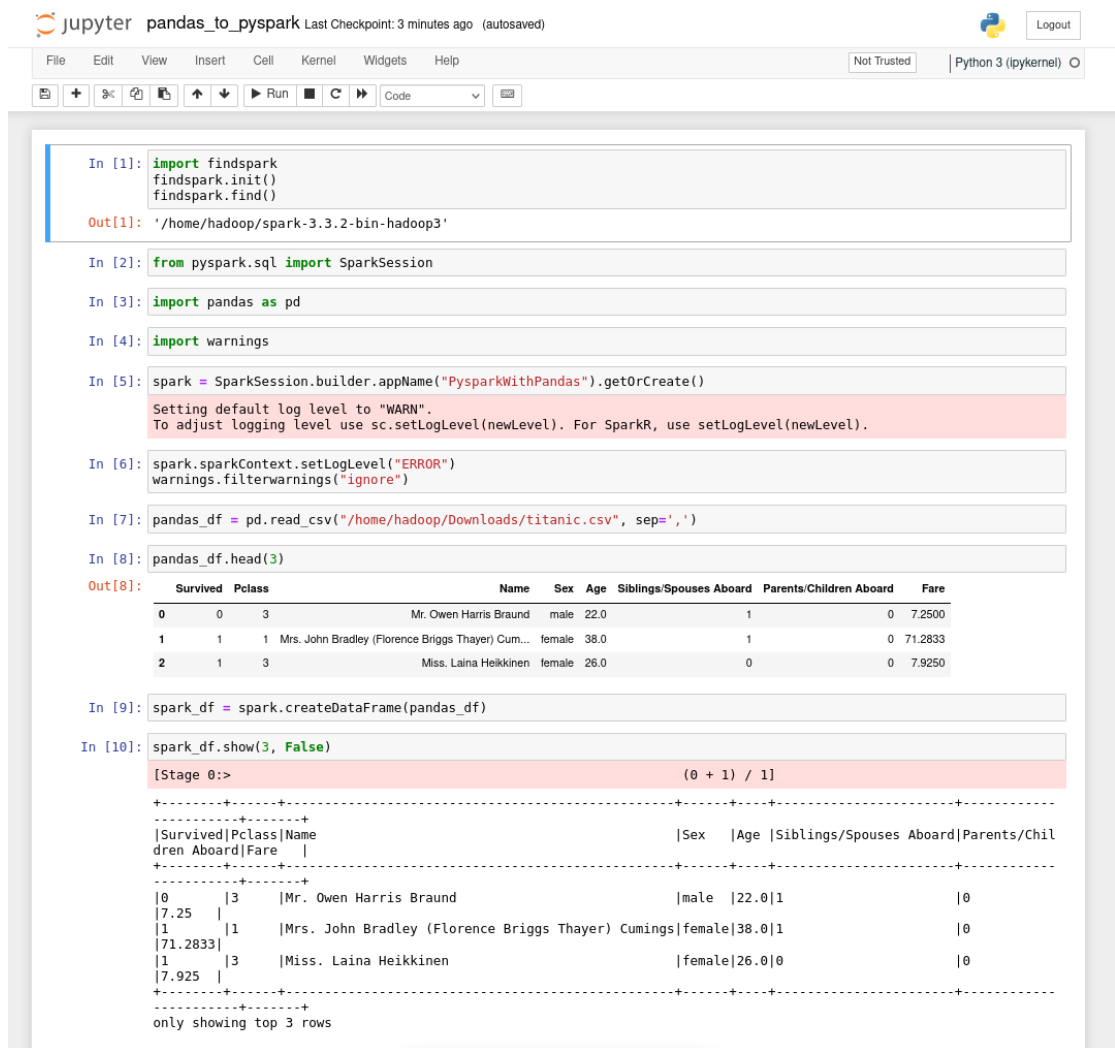 jupyter pandas_to_pyspark Last Checkpoint: 3 minutes ago (autosaved) Logout
File Edit View Insert Cell Kernel Widgets Help Not Trusted Python 3 (ipykernel)
Run Code
In [1]: import findspark
findspark.init()
findspark.find()
Out[1]: '/home/hadoop/spark-3.3.2-bin-hadoop3'
In [2]: from pyspark.sql import SparkSession
In [3]: import pandas as pd
In [4]: import warnings
In [5]: spark = SparkSession.builder.appName("PysparkWithPandas").getOrCreate()
Setting default log level to "WARN".
To adjust logging level use sc.setLogLevel(newLevel). For SparkR, use setLogLevel(newLevel).
In [6]: spark.sparkContext.setLogLevel("ERROR")
warnings.filterwarnings("ignore")
In [7]: pandas_df = pd.read_csv("/home/hadoop/Downloads/titanic.csv", sep=',')
In [8]: pandas_df.head(3)
Out[8]: Survived Pclass Name Sex Age Siblings/Spouses Aboard Parents/Children Aboard Fare
0 0 3 Mr. Owen Harris Braund male 22.0 1 0 7.2500
1 1 1 Mrs. John Bradley (Florence Briggs Thayer) Cum... female 38.0 1 0 71.2833
2 1 3 Miss. Laina Heikkinen female 26.0 0 0 7.9250
In [9]: spark_df = spark.createDataFrame(pandas_df)
In [10]: spark_df.show(3, False)
[Stage 0:> (0 + 1) / 1]
+--------+------+--------------------------------------------------+------+----+-----------------------+------------
-----------+-------+
|Survived|Pclass|Name |Sex |Age |Siblings/Spouses Aboard|Parents/Chil
dren Aboard|Fare |
+--------+------+--------------------------------------------------+------+----+-----------------------+------------
-----------+-------+
|0 |3 |Mr. Owen Harris Braund |male |22.0|1 |0
|7.25 |
|1 |1 |Mrs. John Bradley (Florence Briggs Thayer) Cumings|female|38.0|1 |0
|71.2833|
|1 |3 |Miss. Laina Heikkinen |female|26.0|0 |0
|7.925 |
+--------+------+--------------------------------------------------+------+----+-----------------------+------------
-----------+-------+
only showing top 3 rows